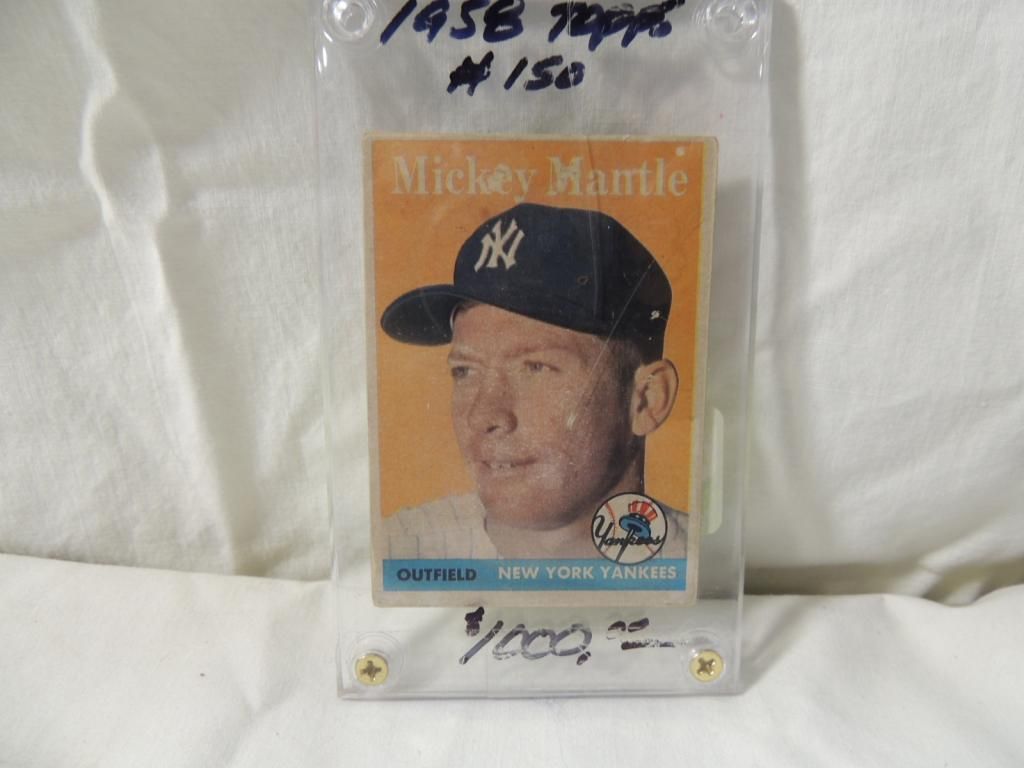 1958 Topps
# 150
Mickey Mantle
NY
Yankees
OUTFIELD NEW YORK YANKEES
$1000.00